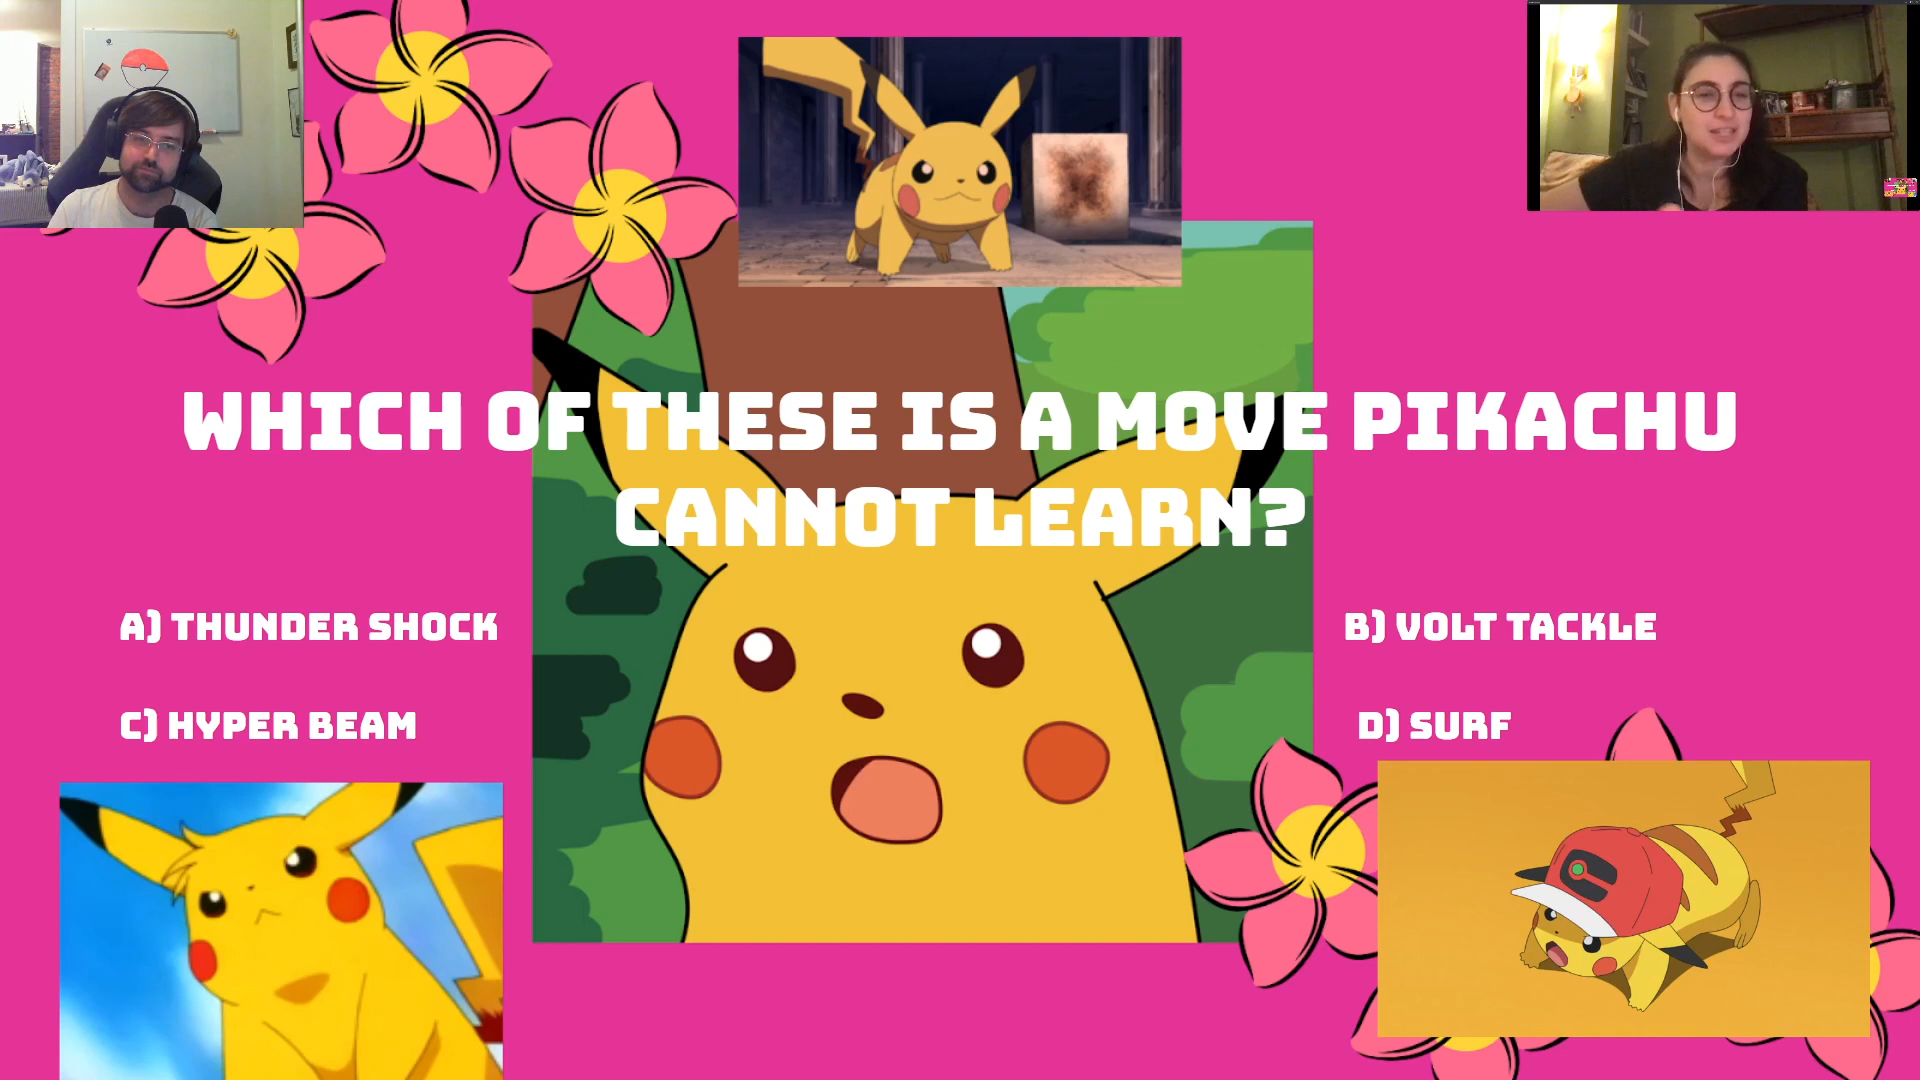 WHICH OF THESE IS A MOVE PIKACHU
CANNOT LEARN?
A) THUNDER SHOCK
B) VOLT TACKLE
C) HYPER BEAM
D) SURF